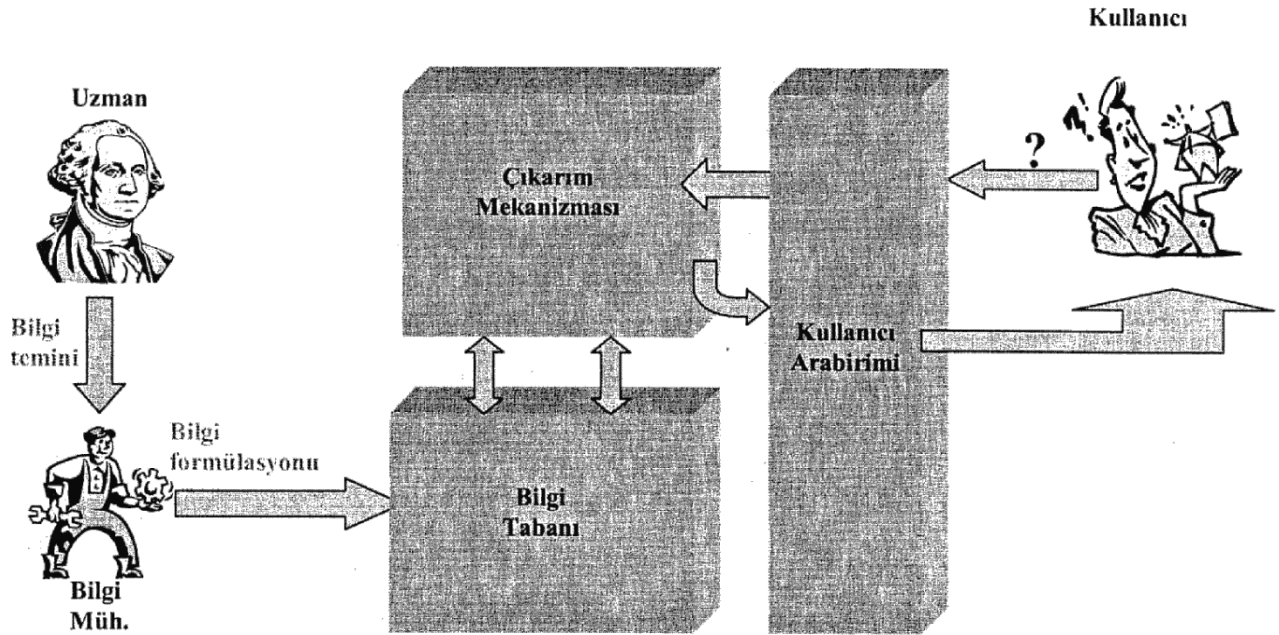 Kullanıcı
Uzman
?
Çıkarım
Mekanizması
Bilgi
temini
Kullanıcı
Arabirimi
Bilgi
formülasyonu
Bilgi
Tabanı
Bilgi
Müh.